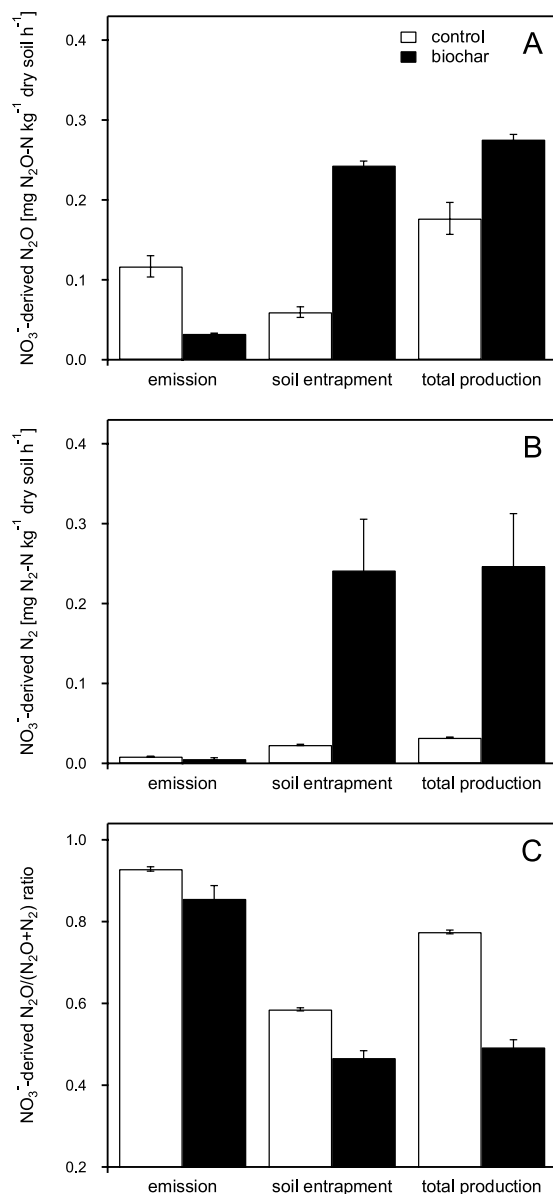 A
control
biochar
NO₃⁻-derived N₂O [mg N₂O-N kg⁻¹ dry soil h⁻¹]
0.4
0.3
0.2
0.1
0.0
emission soil entrapment total production
B
NO₃⁻-derived N₂ [mg N₂-N kg⁻¹ dry soil h⁻¹]
0.4
0.3
0.2
0.1
0.0
emission soil entrapment total production
C
NO₃⁻-derived N₂O/(N₂O+N₂) ratio
1.0
0.8
0.6
0.4
0.2
emission soil entrapment total production